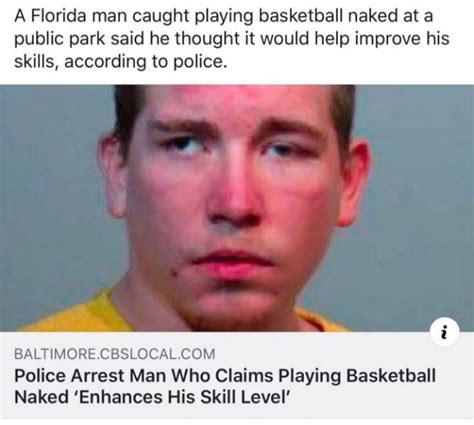 A Florida man caught playing basketball naked at a
public park said he thought it would help improve his
skills, according to police.
i
BALTIMORE.CBSLOCAL.COM
Police Arrest Man Who Claims Playing Basketball
Naked ‘Enhances His Skill Level’